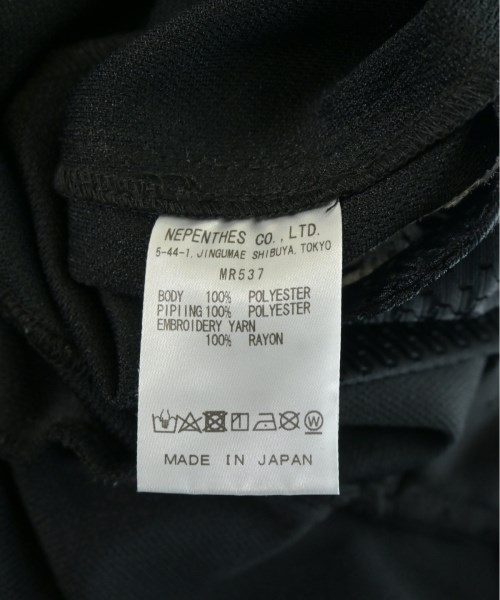 NEPENTHES CO., LTD.
5-44-1, JINGUMAE SHIBUYA, TOKYO
MR537
BODY 100% POLYESTER
PIPIING 100% POLYESTER
EMBROIDERY YARN
100% RAYON
W
MADE IN JAPAN